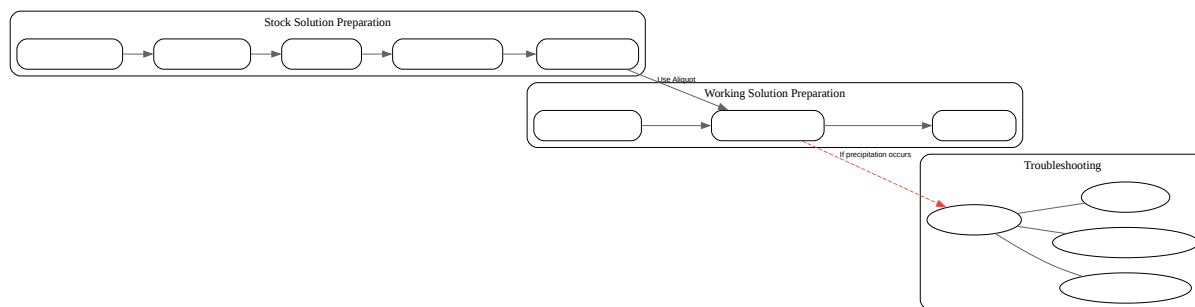 Stock Solution Preparation
Use Aliquot
Working Solution Preparation
If precipitation occurs
Troubleshooting